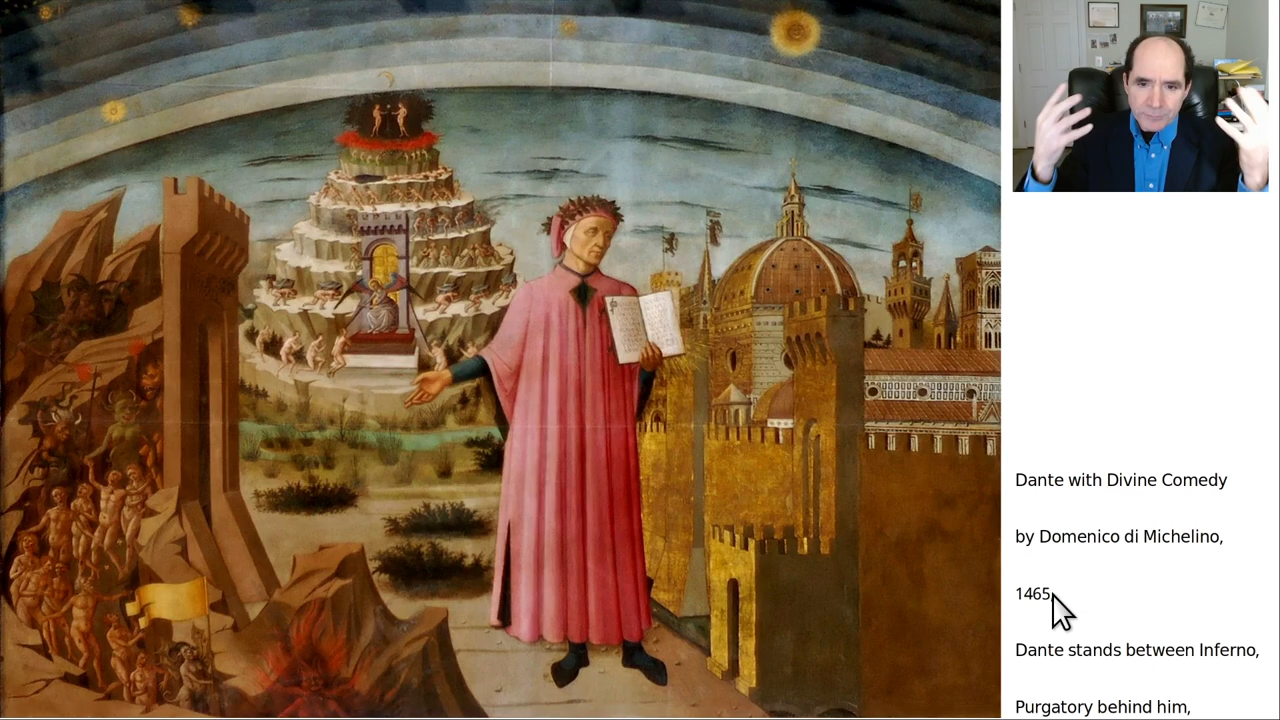 Dante with Divine Comedy
by Domenico di Michelino,
1465
Dante stands between Inferno,
Purgatory behind him,